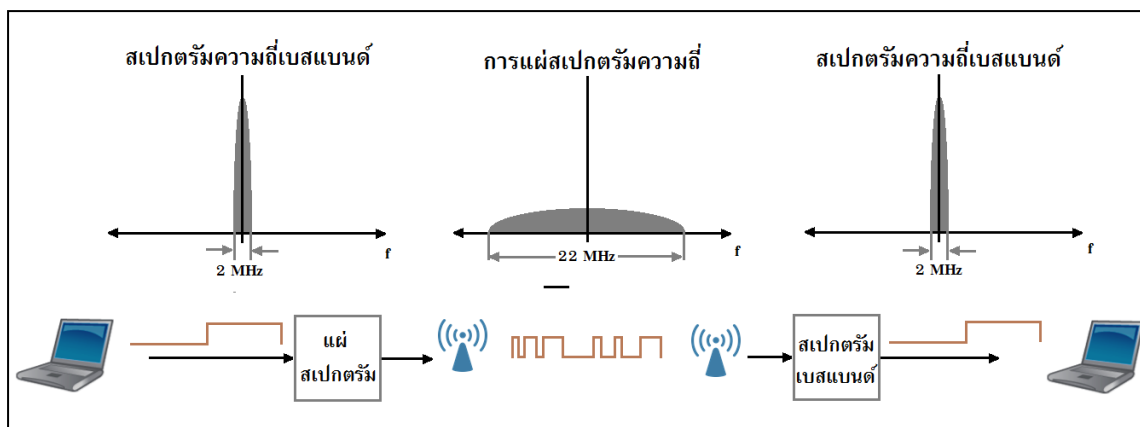 สเปกตรัมความถี่เบสแบนด์
การแผ่สเปกตรัมความถี่
สเปกตรัมความถี่เบสแบนด์
f
2 MHz
f
22 MHz
f
2 MHz
แผ่
สเปกตรัม
สเปกตรัม
เบสแบนด์